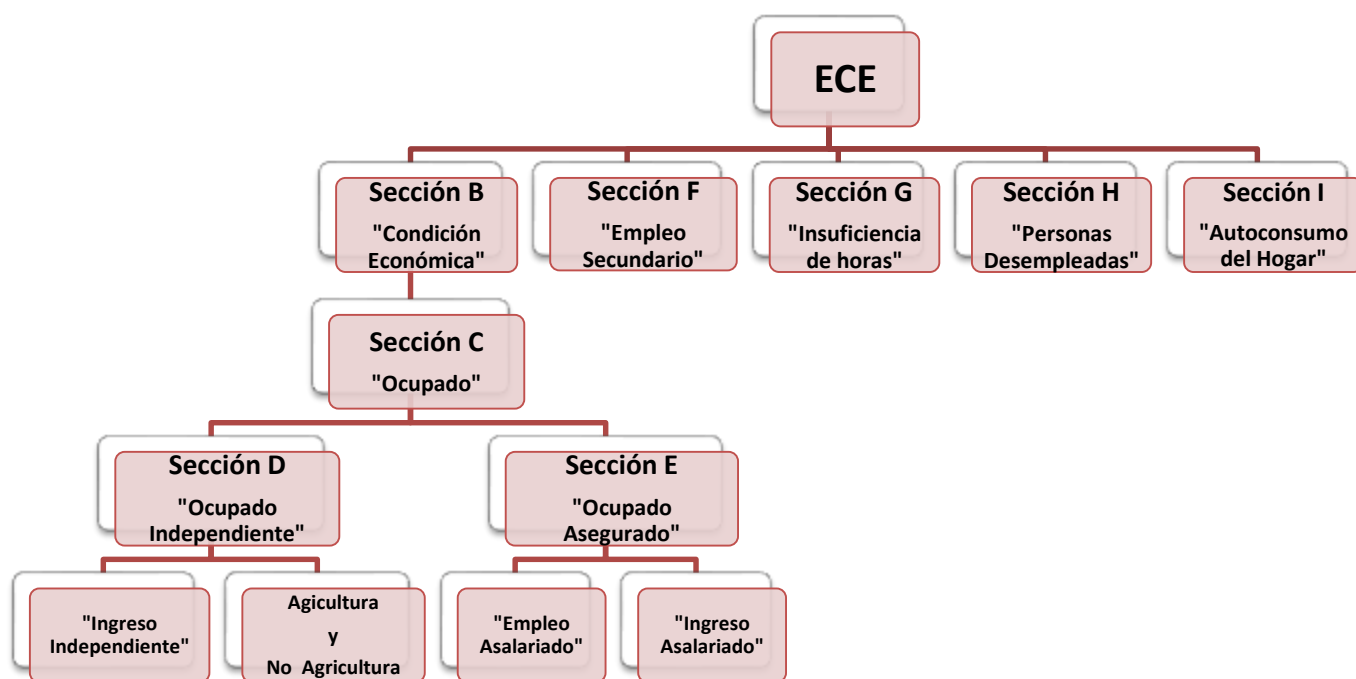 ECE
Sección B
"Condición
Económica"
Sección F
"Empleo
Secundario"
Sección G
"Insuficiencia
de horas"
Sección H
"Personas
Desempleadas"
Sección I
"Autoconsumo
del Hogar"
Sección C
"Ocupado"
Sección D
"Ocupado
Independiente"
Sección E
"Ocupado
Asegurado"
"Ingreso
Independiente"
Agicultura
y
No Agricultura
"Empleo
Asalariado"
"Ingreso
Asalariado"